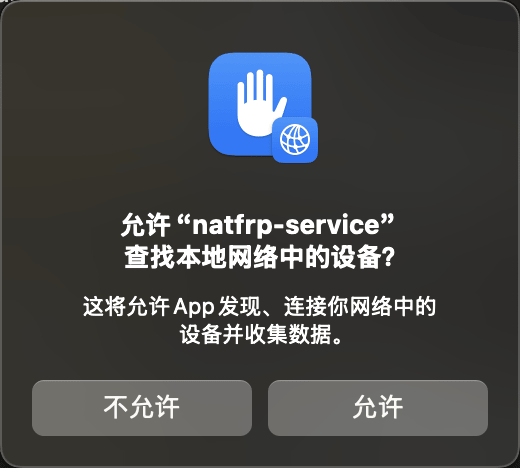 允许“natfrp-service”
查找本地网络中的设备？
这将允许 App 发现、连接你网络中的
设备并收集数据。
不允许
允许